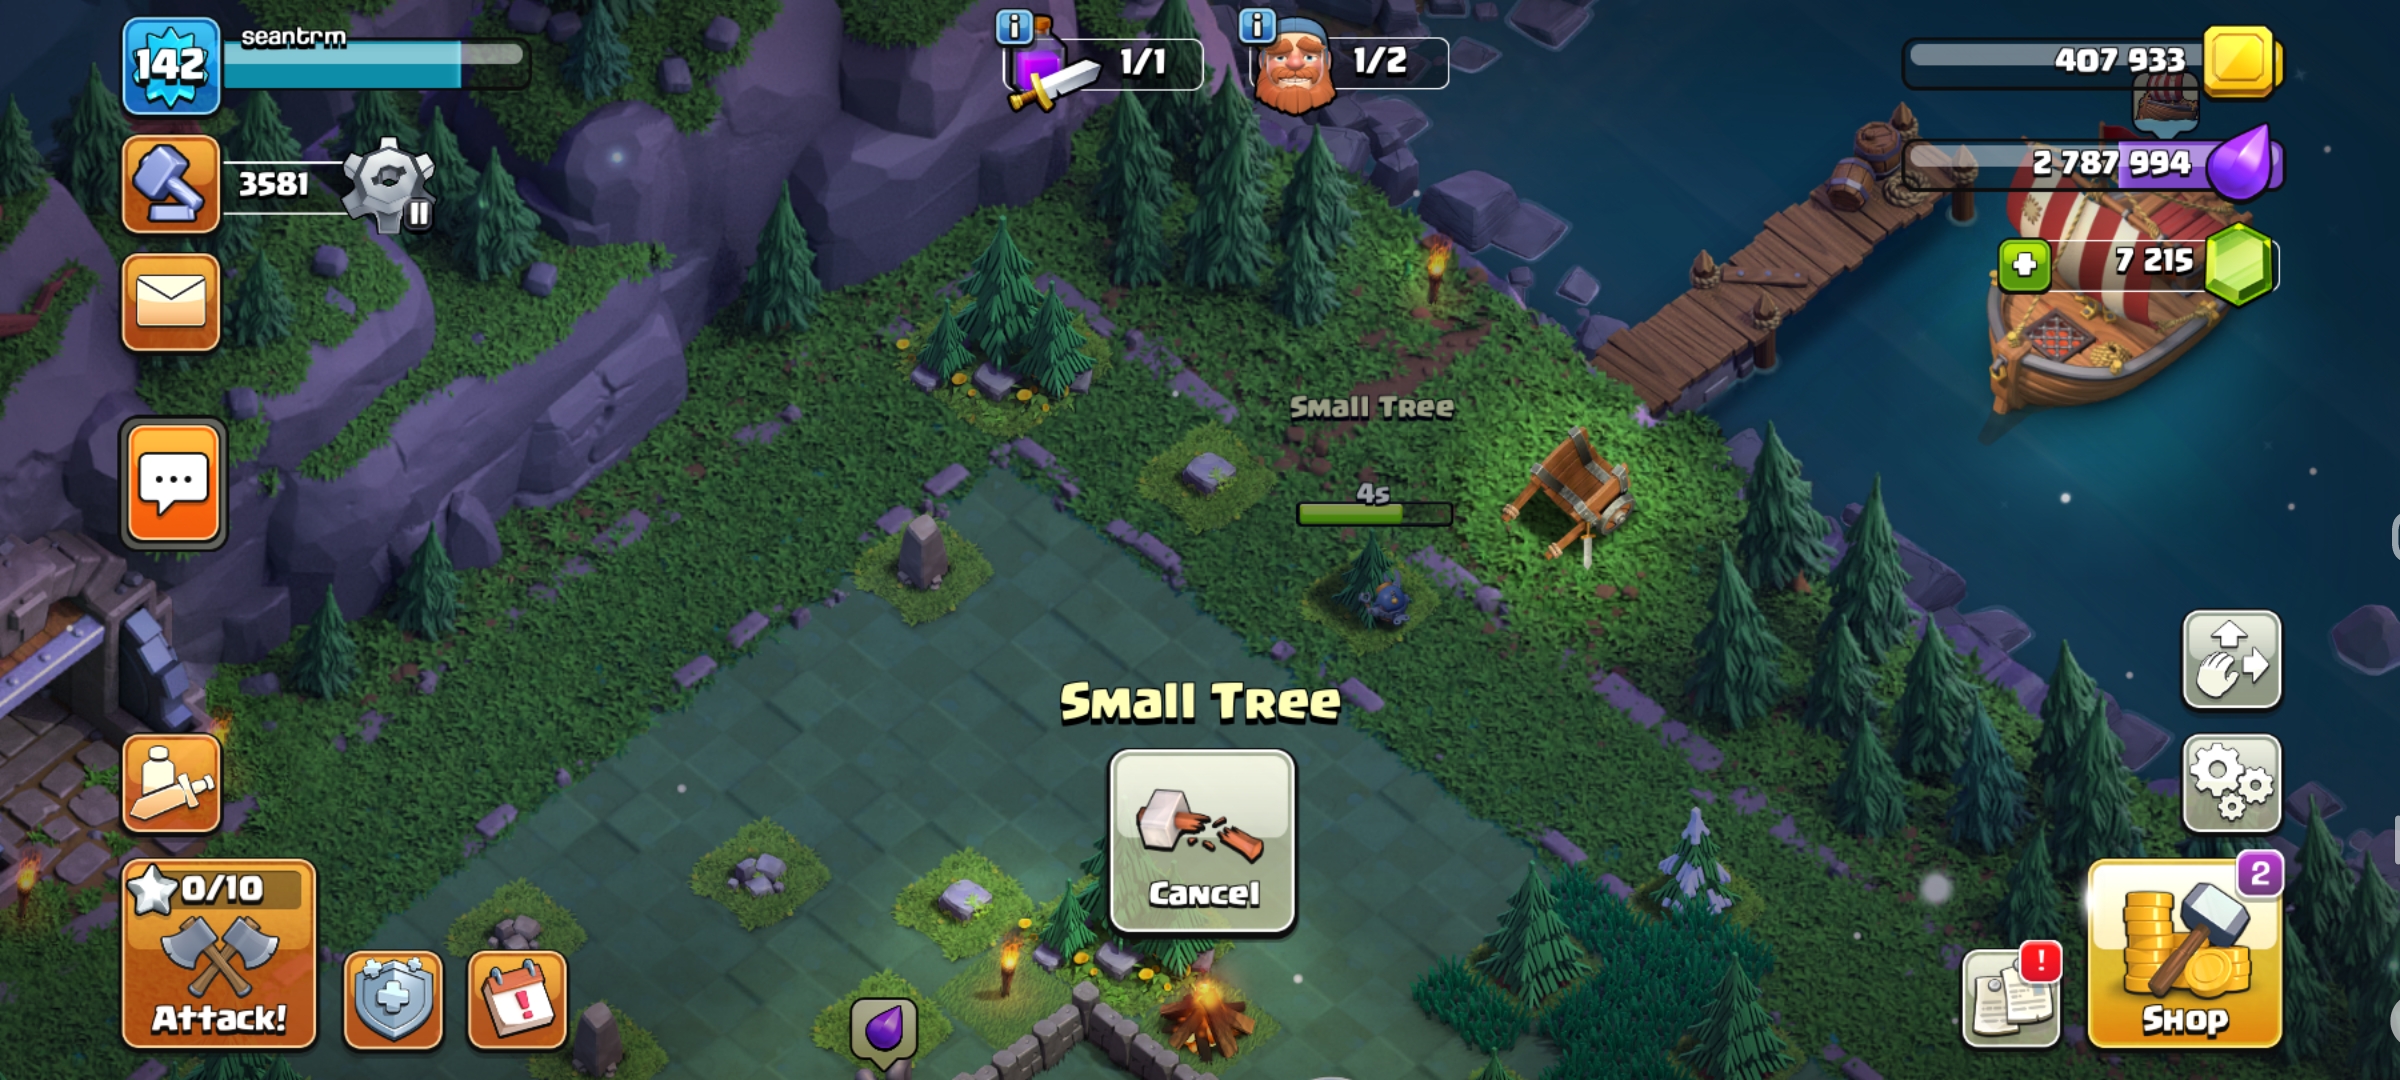 142
seantrm
1/1
1/2
407 933
3581
2 787 994
7 215
Small Tree
4s
Small Tree
Cancel
0/10
Attack!
2
Shop